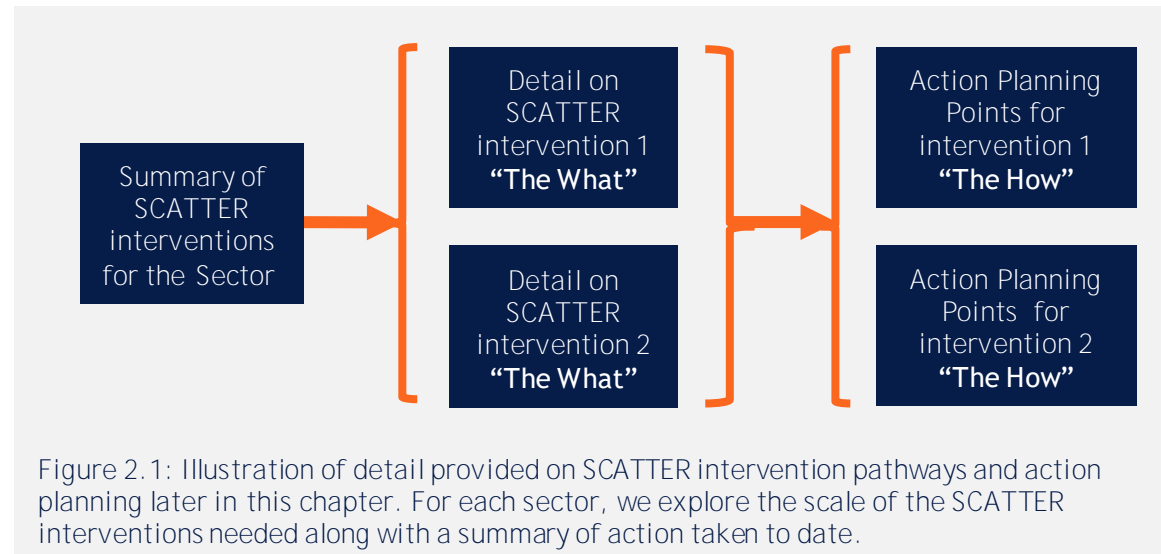 Summary of
SCATTER
interventions
for the Sector
Detail on
SCATTER
intervention 1
“The What”
Detail on
SCATTER
intervention 2
“The What”
Action Planning
Points for
intervention 1
“The How”
Action Planning
Points for
intervention 2
“The How”
Figure 2.1: Illustration of detail provided on SCATTER intervention pathways and action
planning later in this chapter. For each sector, we explore the scale of the SCATTER
interventions needed along with a summary of action taken to date.